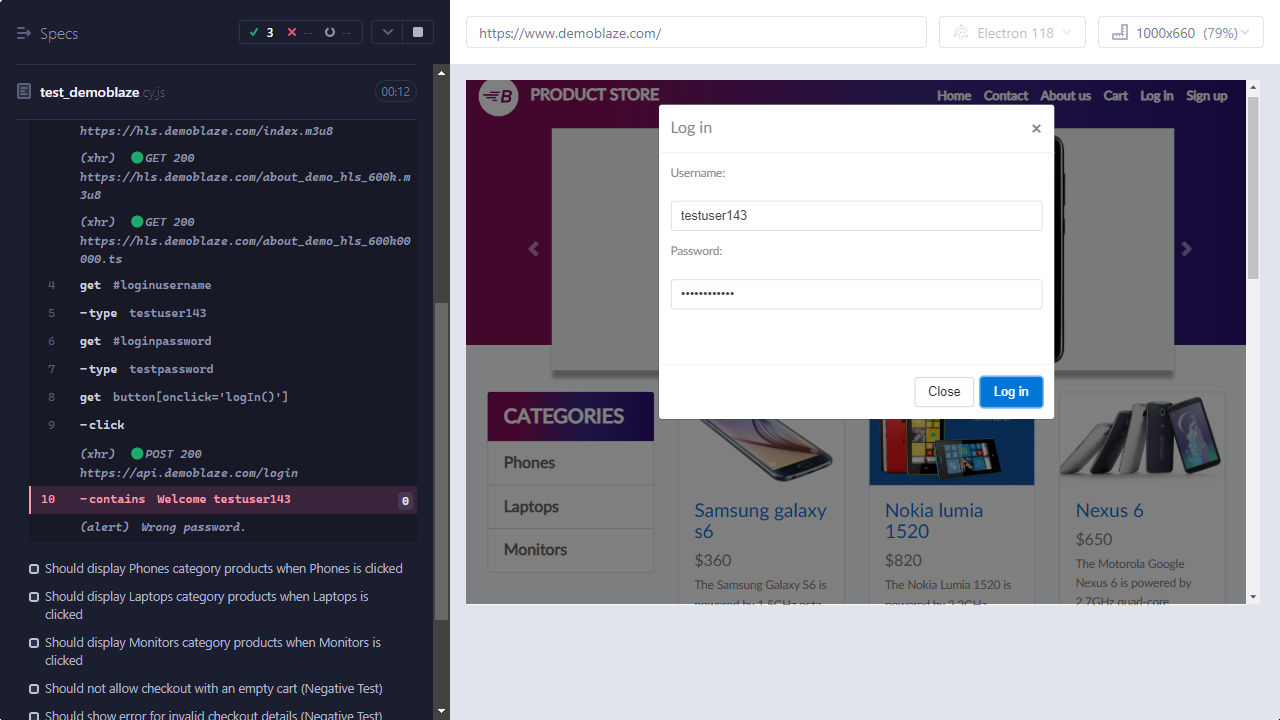 Specs
3
--
--
test_demoblaze.cy.js
00:12
https://hls.demoblaze.com/index.m3u8
(xhr) GET 200
https://hls.demoblaze.com/about_demo_hls_600k.m
3u8
(xhr) GET 200
https://hls.demoblaze.com/about_demo_hls_600k00
000.ts
4 get #loginusername
5 -type testuser143
6 get #loginpassword
7 -type testpassword
8 get button[onclick='logIn()']
9 -click
(xhr) POST 200
https://api.demoblaze.com/login
10 -contains Welcome testuser143 0
(alert) Wrong password.
Should display Phones category products when Phones is clicked
Should display Laptops category products when Laptops is
clicked
Should display Monitors category products when Monitors is
clicked
Should not allow checkout with an empty cart (Negative Test)
Should show error for invalid checkout details (Negative Test)
https://www.demoblaze.com/
Electron 118
1000x660 (79%)
B PRODUCT STORE
Home Contact About us Cart Log in Sign up
Log in
×
Username:
testuser143
Password:
••••••••••••
Close
Log in
CATEGORIES
Phones
Laptops
Monitors
Samsung galaxy
s6
$360
The Samsung Galaxy S6 is
powered by 1.5GHz octa
Nokia lumia
1520
$820
The Nokia Lumia 1520 is
powered by 2.2GHz
Nexus 6
$650
The Motorola Google
Nexus 6 is powered by
2.7GHz quad-core